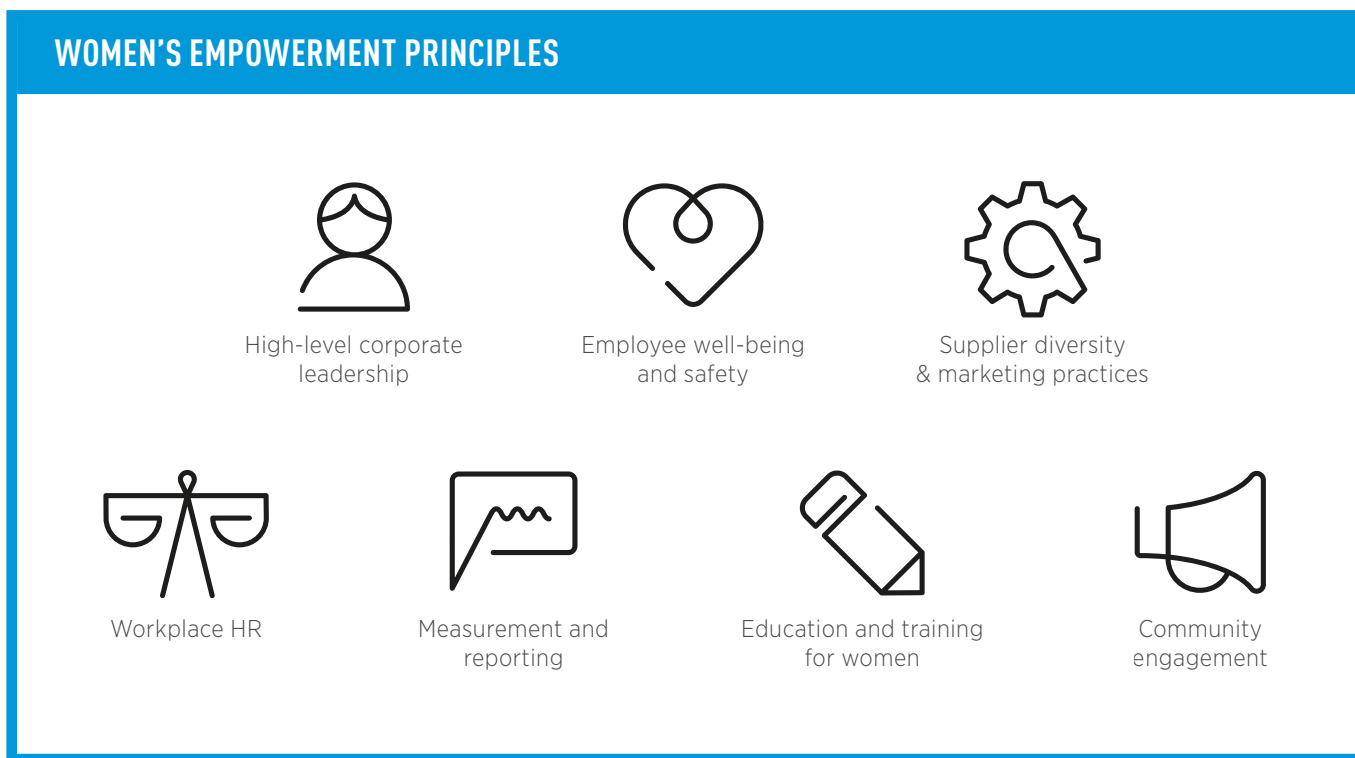 WOMEN'S EMPOWERMENT PRINCIPLES
High-level corporate
leadership
Employee well-being
and safety
Supplier diversity
& marketing practices
Workplace HR
Measurement and
reporting
Education and training
for women
Community
engagement